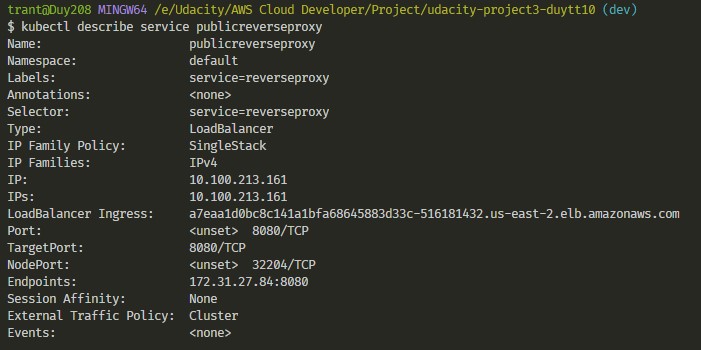 trant@Duy208 MINGW64 /e/Udacity/AWS Cloud Developer/Project/udacity-project3-duytt10 (dev)
$ kubectl describe service publicreverseproxy
Name:                     publicreverseproxy
Namespace:                default
Labels:                   service=reverseproxy
Annotations:              <none>
Selector:                 service=reverseproxy
Type:                     LoadBalancer
IP Family Policy:         SingleStack
IP Families:              IPv4
IP:                       10.100.213.161
IPs:                      10.100.213.161
LoadBalancer Ingress:     a7eaa1d0bc8c141a1bfa68645883d33c-516181432.us-east-2.elb.amazonaws.com
Port:                     <unset>  8080/TCP
TargetPort:               8080/TCP
NodePort:                 <unset>  32204/TCP
Endpoints:                172.31.27.84:8080
Session Affinity:         None
External Traffic Policy:  Cluster
Events:                   <none>